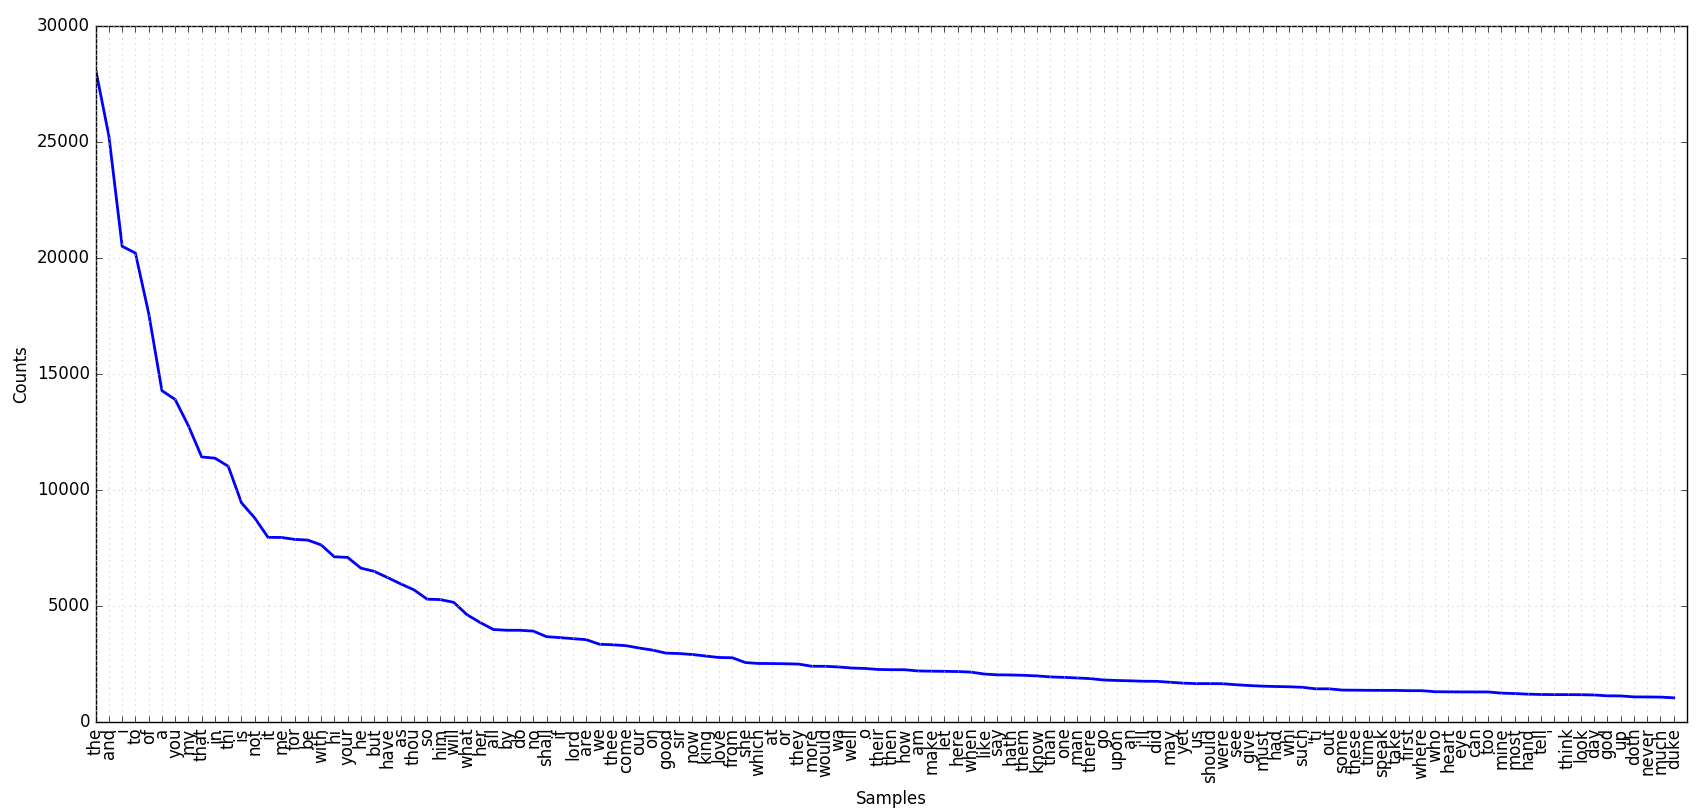 30000
25000
20000
15000
10000
5000
0
Counts
the
and
i
to
of
a
you
my
that
in
thi
is
not
it
me
for
be
with
hi
your
he
but
have
as
thou
so
him
will
what
her
all
by
do
no
shall
if
lord
are
we
thee
come
our
on
good
sir
now
king
love
from
she
which
at
or
they
more
would
wa
well
o
their
then
how
am
make
let
here
when
like
say
hath
them
know
than
one
man
there
go
upon
an
i'll
did
may
yet
us
should
were
see
give
must
had
whi
such
'ti
out
some
these
time
speak
take
first
where
who
heart
eye
can
too
mine
most
hand
tell
think
look
day
god
up
doth
never
much
duke
Samples